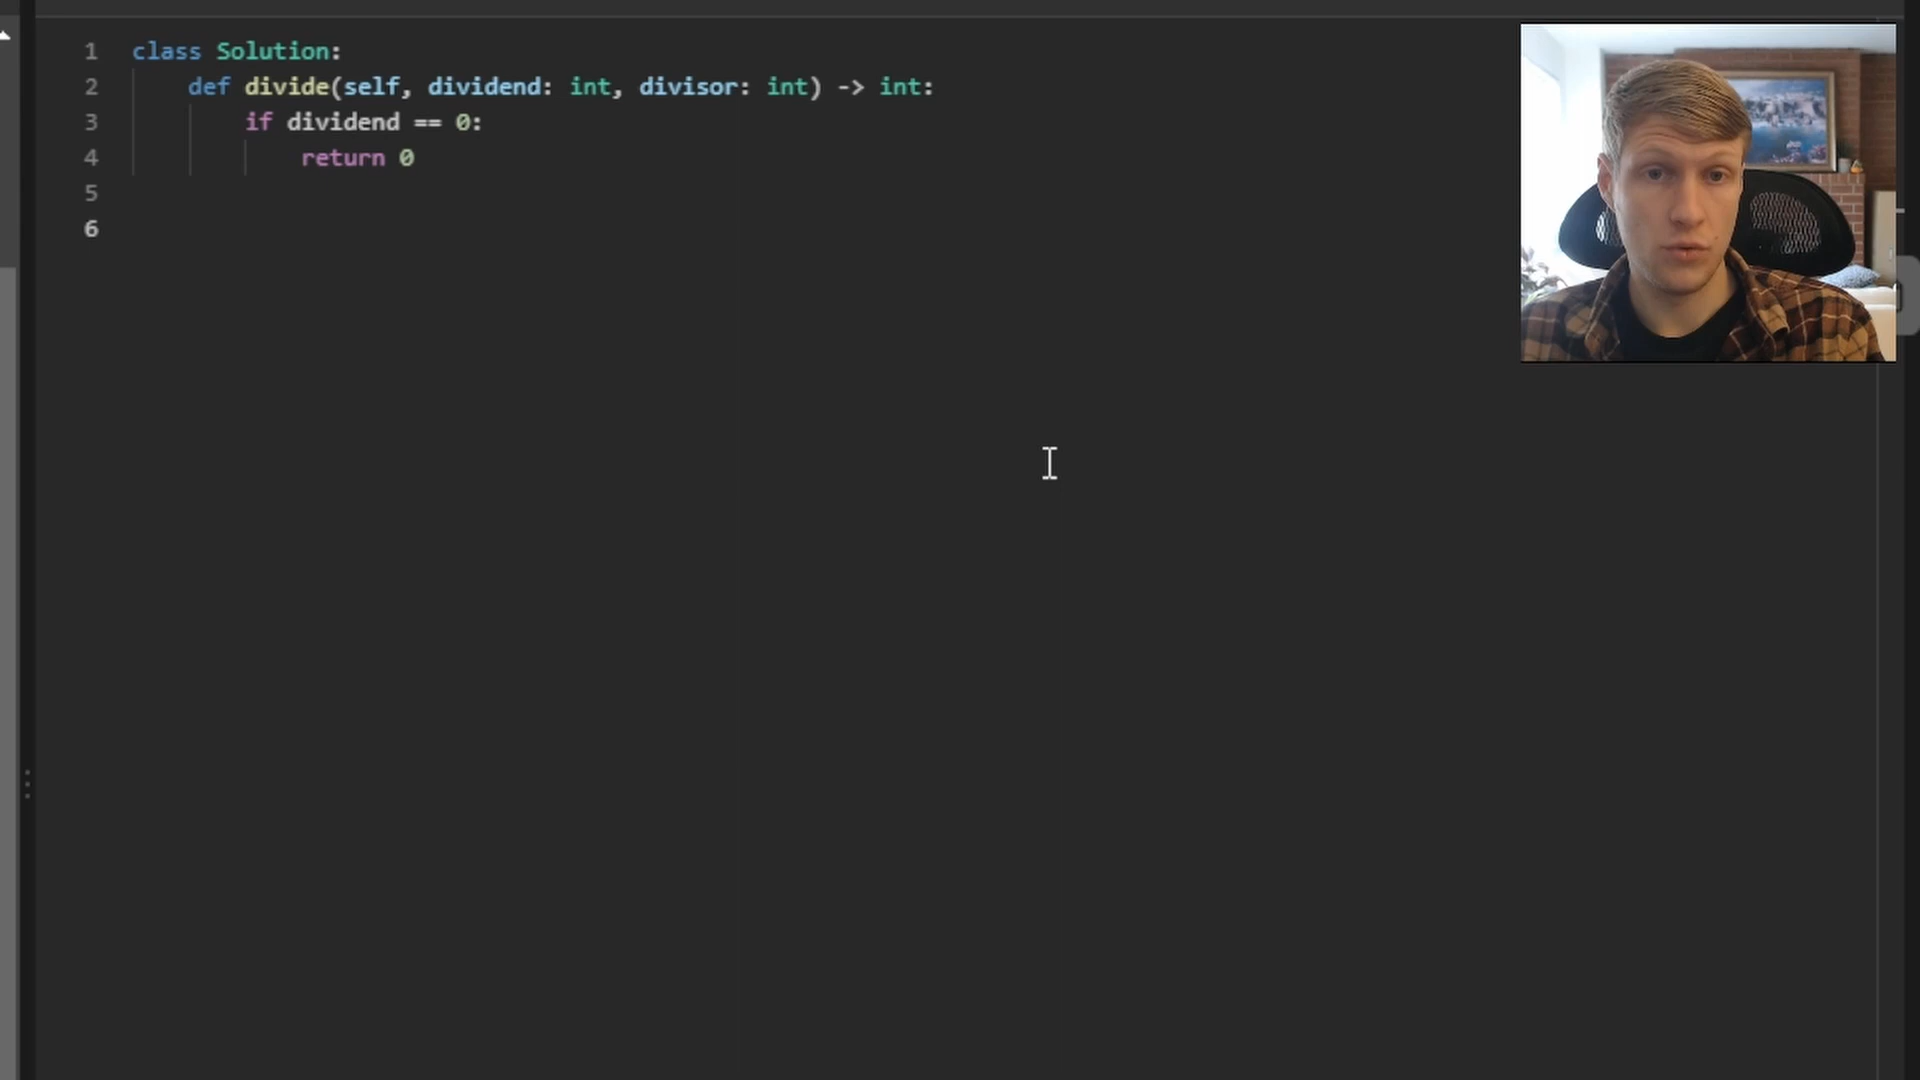 1 class Solution:
2 def divide(self, dividend: int, divisor: int) -> int:
3 if dividend == 0:
4 return 0
5
6